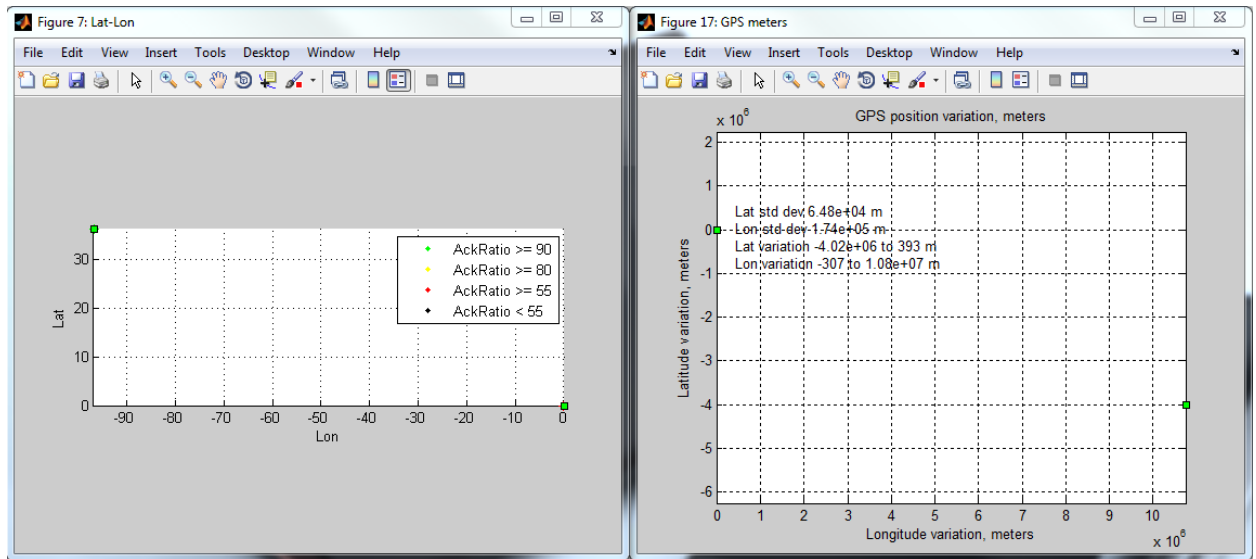 Figure 7: Lat-Lon
File Edit View Insert Tools Desktop Window Help
Lat
30
20
10
0
-90 -80 -70 -60 -50 -40 -30 -20 -10 0
Lon
AckRatio >= 90
AckRatio >= 80
AckRatio >= 55
AckRatio < 55
Figure 17: GPS meters
File Edit View Insert Tools Desktop Window Help
x 10^6
GPS position variation, meters
Latitude variation, meters
2
1
0
-1
-2
-3
-4
-5
-6
Lat std dev 6.48e+04 m
Lon std dev 1.74e+05 m
Lat variation -4.02e+06 to 393 m
Lon variation -307 to 1.08e+07 m
0 1 2 3 4 5 6 7 8 9 10
Longitude variation, meters
x 10^6